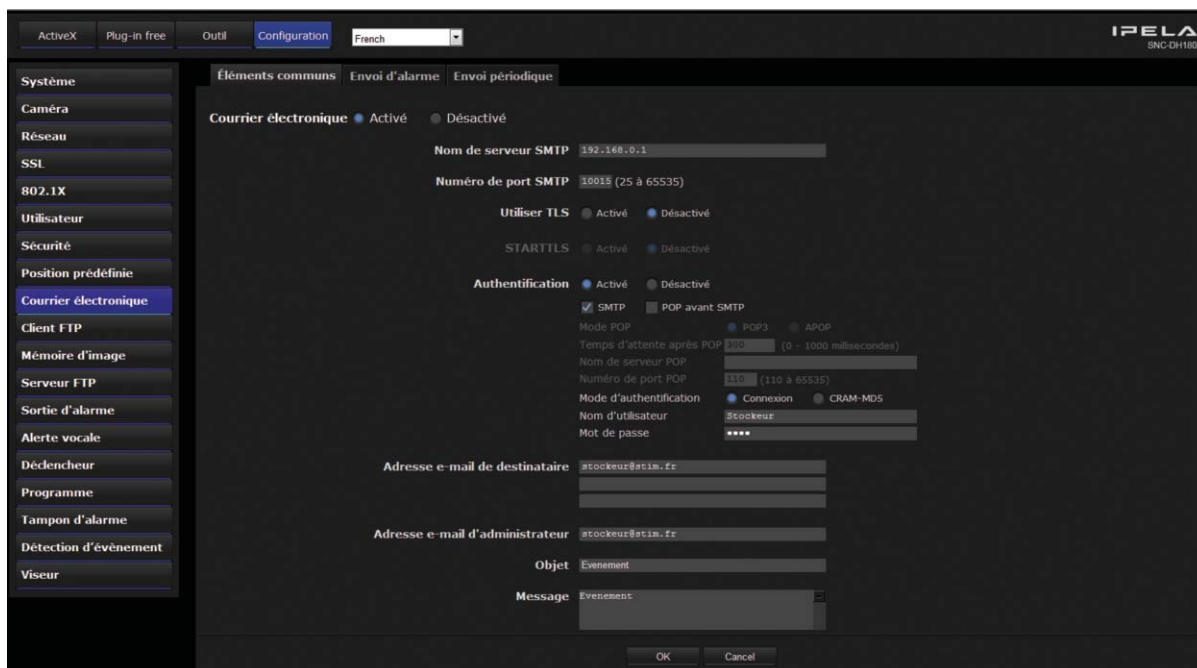 ActiveX Plug-in free Outil Configuration French
IPELA
SNC-DH180
Système
Caméra
Réseau
SSL
802.1X
Utilisateur
Sécurité
Position prédéfinie
Courrier électronique
Client FTP
Mémoire d'image
Serveur FTP
Sortie d'alarme
Alerte vocale
Déclencheur
Programme
Tampon d'alarme
Détection d'évènement
Viseur
Éléments communs Envoi d'alarme Envoi périodique
Courrier électronique Activé Désactivé
Nom de serveur SMTP 192.168.0.1
Numéro de port SMTP 10015 (25 à 65535)
Utiliser TLS Activé Désactivé
STARTTLS Activé Désactivé
Authentification Activé Désactivé
SMTP POP avant SMTP
Mode POP POP3 APOP
Temps d'attente après POP 300 (0 - 1000 millisecondes)
Nom de serveur POP
Numéro de port POP 110 (110 à 65535)
Mode d'authentification Connexion CRAM-MD5
Nom d'utilisateur Stockeur
Mot de passe ••••
Adresse e-mail de destinataire stockeur@stim.fr
Adresse e-mail d'administrateur stockeur@stim.fr
Objet Evenement
Message Evenement
OK Cancel